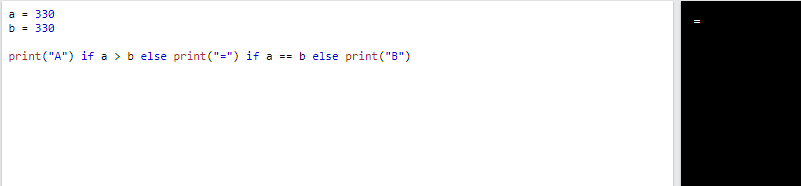 a = 330
b = 330
print("A") if a > b else print("=") if a == b else print("B")
=